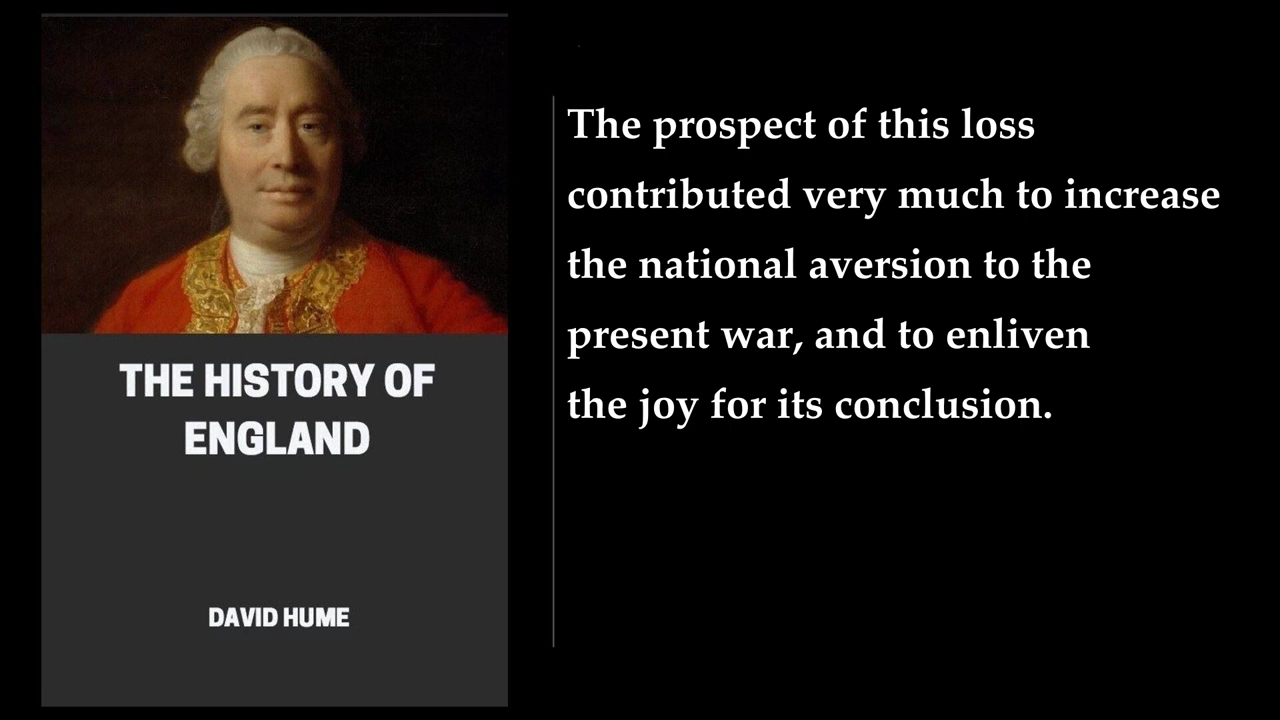 THE HISTORY OF
ENGLAND
DAVID HUME
The prospect of this loss
contributed very much to increase
the national aversion to the
present war, and to enliven
the joy for its conclusion.